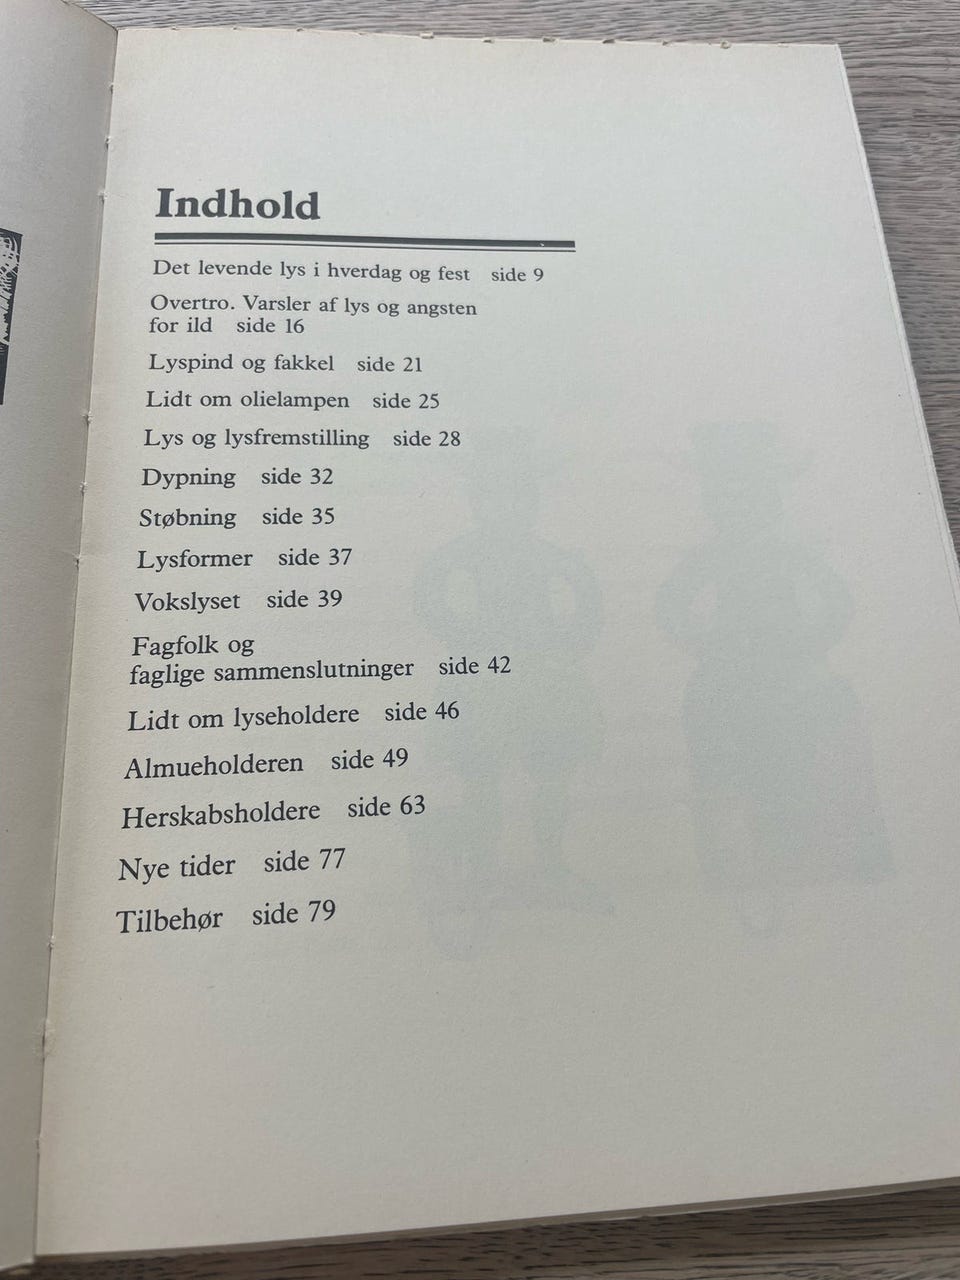 Indhold
Det levende lys i hverdag og fest side 9
Overtro. Varsler af lys og angsten
for ild side 16
Lyspind og fakkel side 21
Lidt om olielampen side 25
Lys og lysfremstilling side 28
Dypning side 32
Støbning side 35
Lysformer side 37
Vokslyset side 39
Fagfolk og
faglige sammenslutninger side 42
Lidt om lyseholdere side 46
Almueholderen side 49
Herskabsholdere side 63
Nye tider side 77
Tilbehør side 79